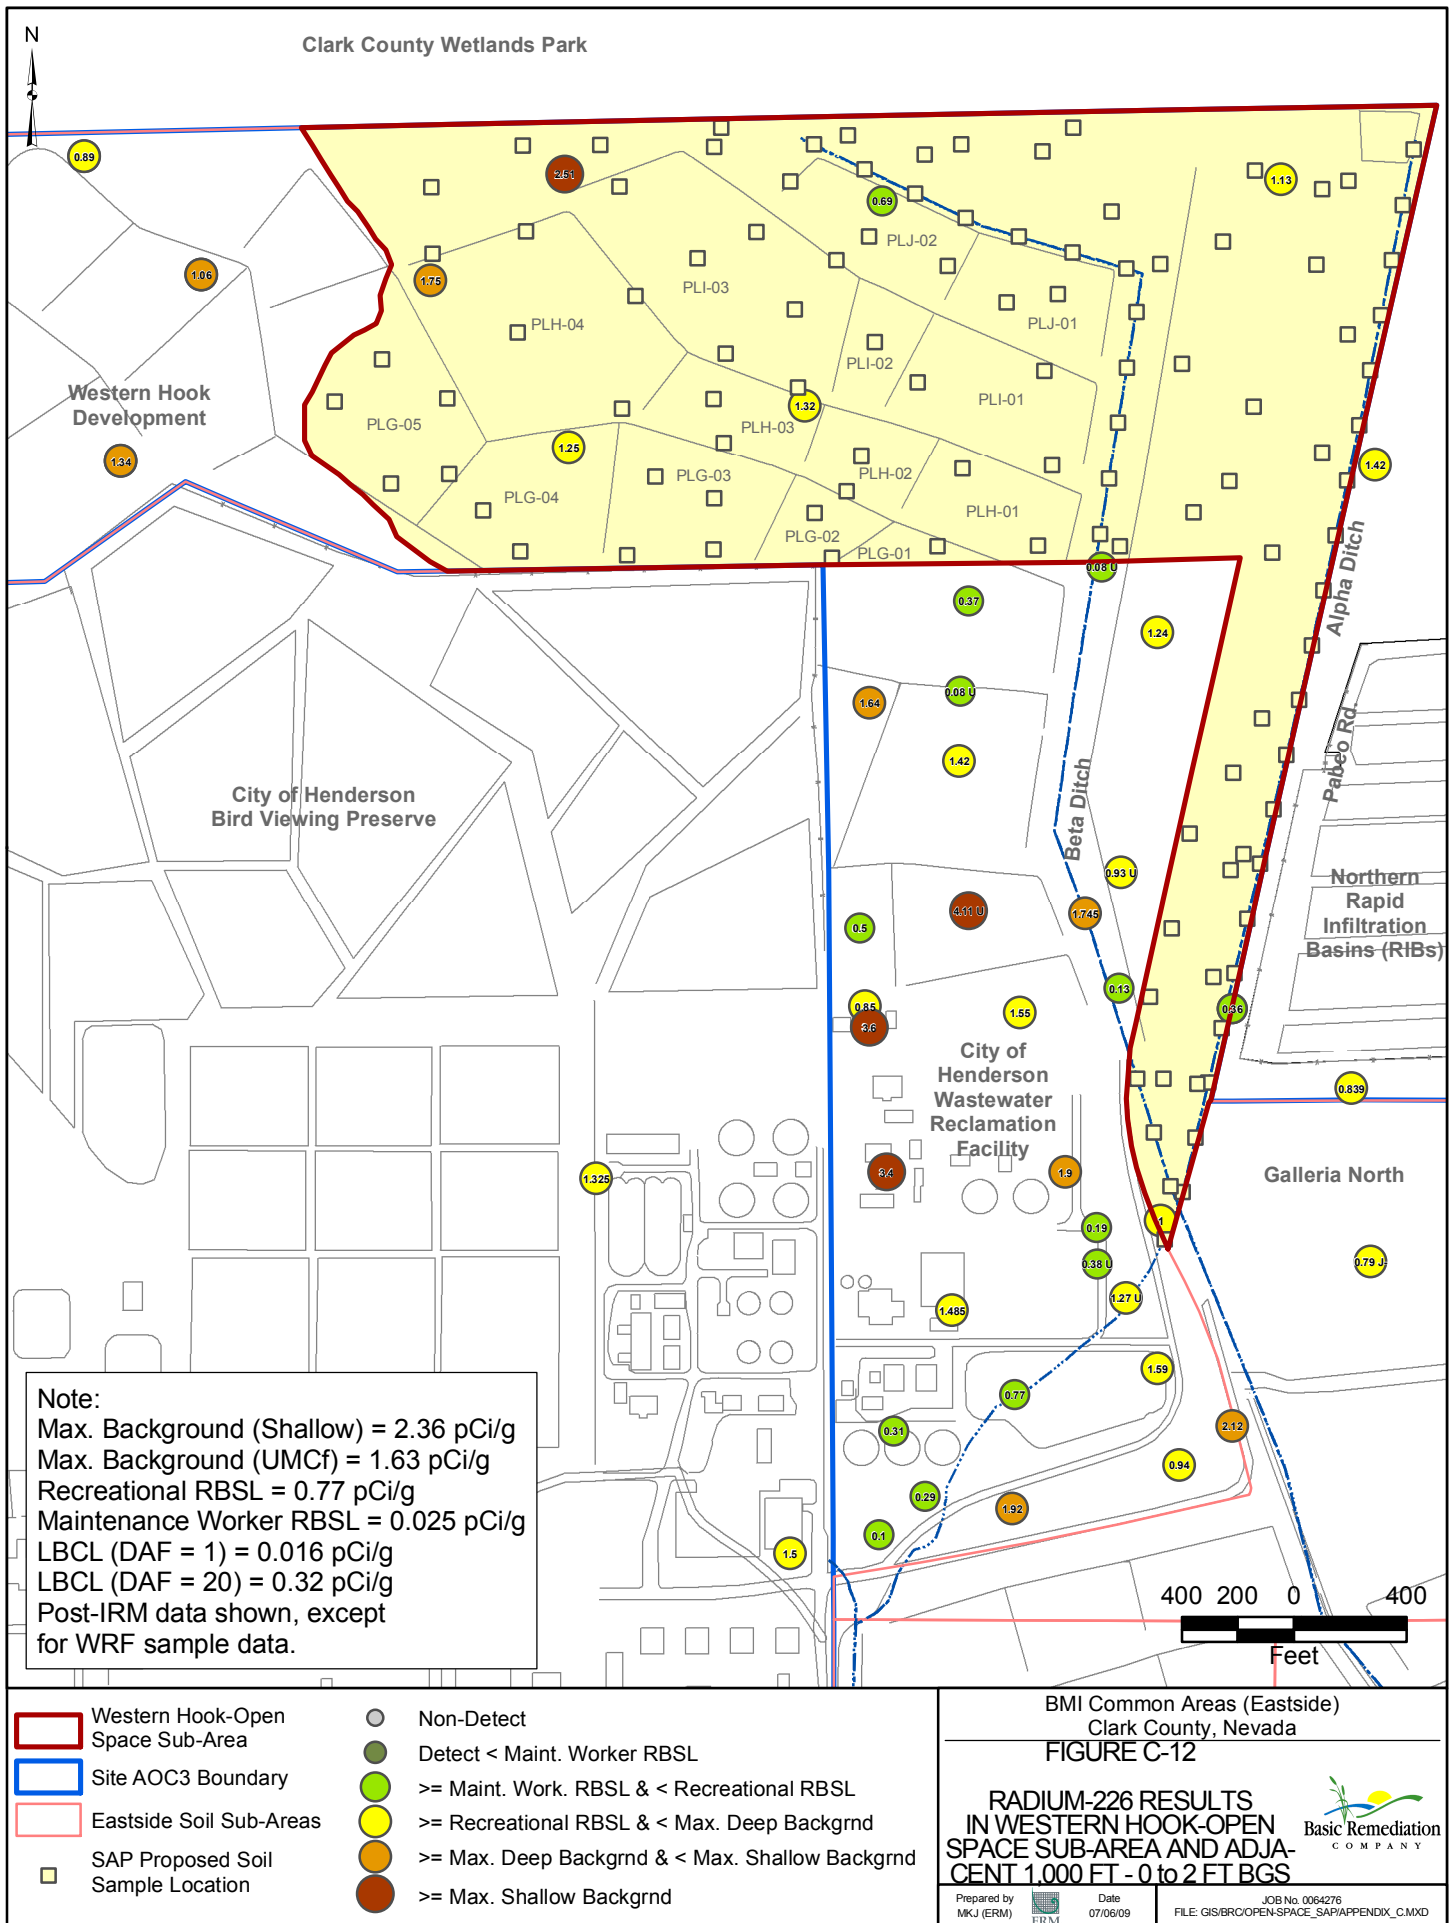 N
Clark County Wetlands Park
0.89
2.51
0.69
1.13
PLJ-02
1.06
1.75
PLI-03
PLJ-01
PLH-04
PLI-02
Western Hook
Development
PLI-01
1.32
PLG-05
PLH-03
1.25
1.34
1.42
PLG-03
PLH-02
PLG-04
PLH-01
PLG-02
PLG-01
0.08 U
Alpha Ditch
0.37
1.24
0.08 U
1.64
Pabco Rd.
1.42
Beta Ditch
City of Henderson
Bird Viewing Preserve
0.93 U
Northern
Rapid
Infiltration
Basins (RIBs)
4.11 U
1.745
0.5
0.13
0.85
1.55
0.36
3.6
City of
Henderson
Wastewater
Reclamation
Facility
0.839
1.325
3.4
1.9
Galleria North
1
0.19
0.38 U
0.79 J-
1.27 U
1.485
1.59
0.77
2.12
0.31
0.94
0.29
1.92
0.1
1.5
Note:
Max. Background (Shallow) = 2.36 pCi/g
Max. Background (UMCf) = 1.63 pCi/g
Recreational RBSL = 0.77 pCi/g
Maintenance Worker RBSL = 0.025 pCi/g
LBCL (DAF = 1) = 0.016 pCi/g
LBCL (DAF = 20) = 0.32 pCi/g
Post-IRM data shown, except
for WRF sample data.
400 200 0 400
Feet
Western Hook-Open
Space Sub-Area
Site AOC3 Boundary
Eastside Soil Sub-Areas
SAP Proposed Soil
Sample Location
Non-Detect
Detect < Maint. Worker RBSL
>= Maint. Work. RBSL & < Recreational RBSL
>= Recreational RBSL & < Max. Deep Backgrnd
>= Max. Deep Backgrnd & < Max. Shallow Backgrnd
>= Max. Shallow Backgrnd
BMI Common Areas (Eastside)
Clark County, Nevada
FIGURE C-12
RADIUM-226 RESULTS
IN WESTERN HOOK-OPEN
SPACE SUB-AREA AND ADJA-
CENT 1,000 FT - 0 to 2 FT BGS
Basic Remediation
COMPANY
Prepared by
MKJ (ERM)
ERM
Date
07/06/09
JOB No. 0064276
FILE: GIS/BRC/OPEN-SPACE_SAP/APPENDIX_C.MXD